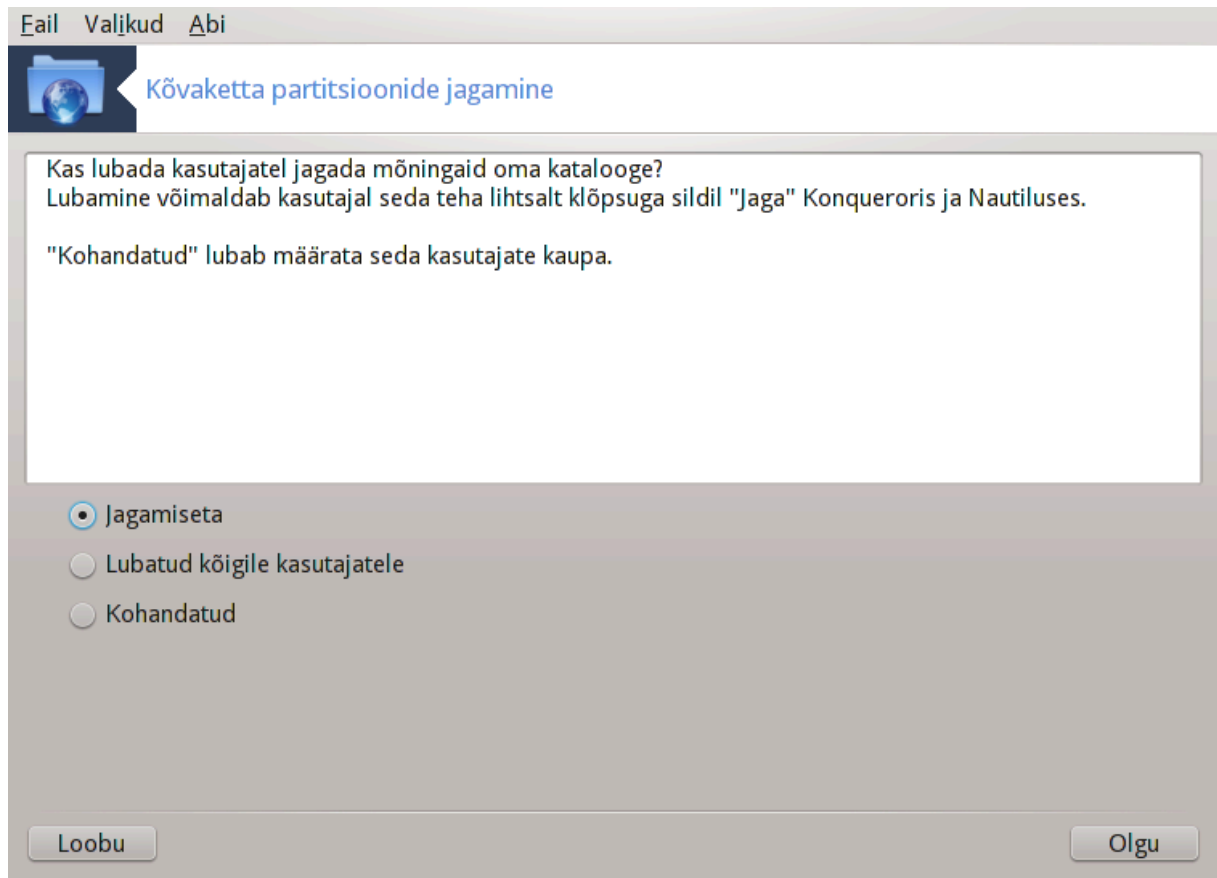 Fail Valikud Abi
Kõvaketta partitsioonide jagamine
Kas lubada kasutajatel jagada mõningaid oma katalooge?
Lubamine võimaldab kasutajal seda teha lihtsalt klõpsuga sildil "Jaga" Konqueroris ja Nautiluses.
"Kohandatud" lubab määrata seda kasutajate kaupa.
Jagamiseta
Lubatud kõigile kasutajatele
Kohandatud
Loobu Olgu